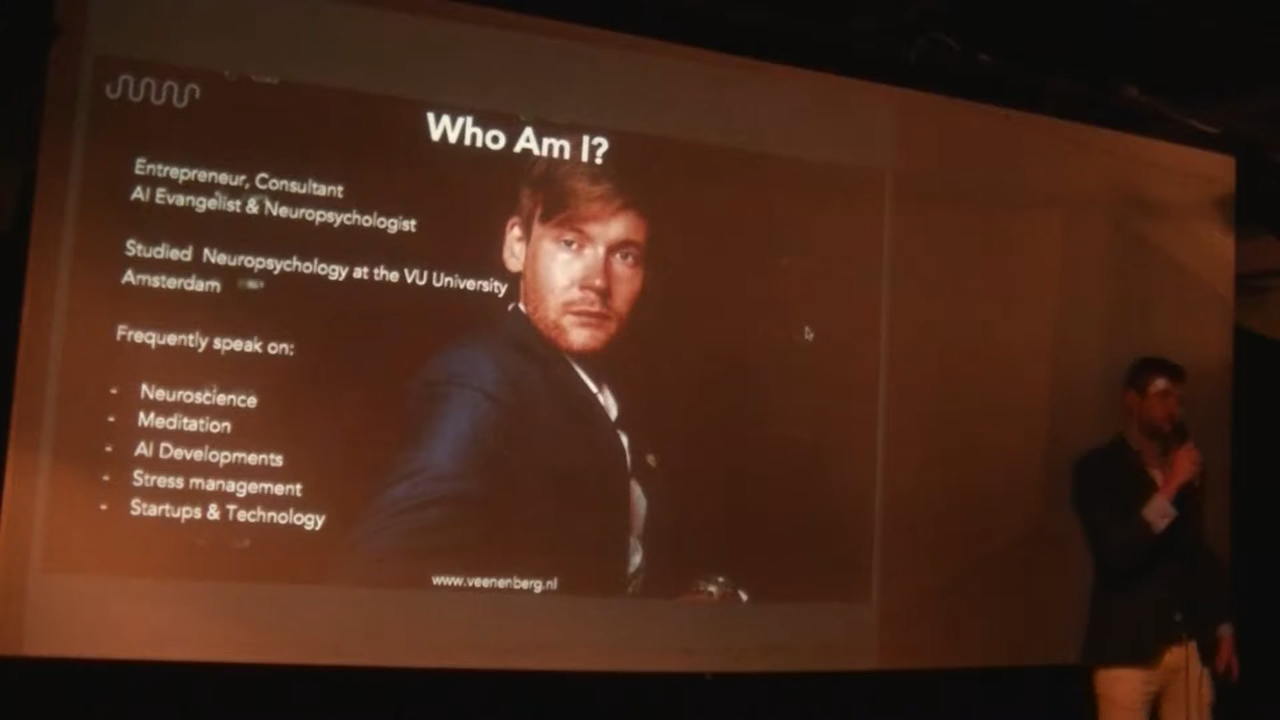 Who Am I?
Entrepreneur, Consultant
AI Evangelist & Neuropsychologist
Studied Neuropsychology at the VU University
Amsterdam
Frequently speak on:
- Neuroscience
- Meditation
- AI Developments
- Stress management
- Startups & Technology
www.veenenberg.nl